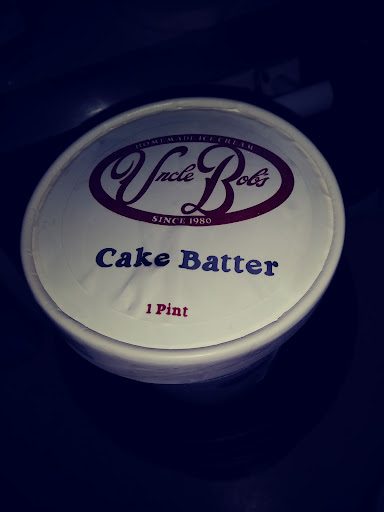 HOMEMADE ICE CREAM
Uncle Bob's
SINCE 1980
Cake Batter
1 Pint